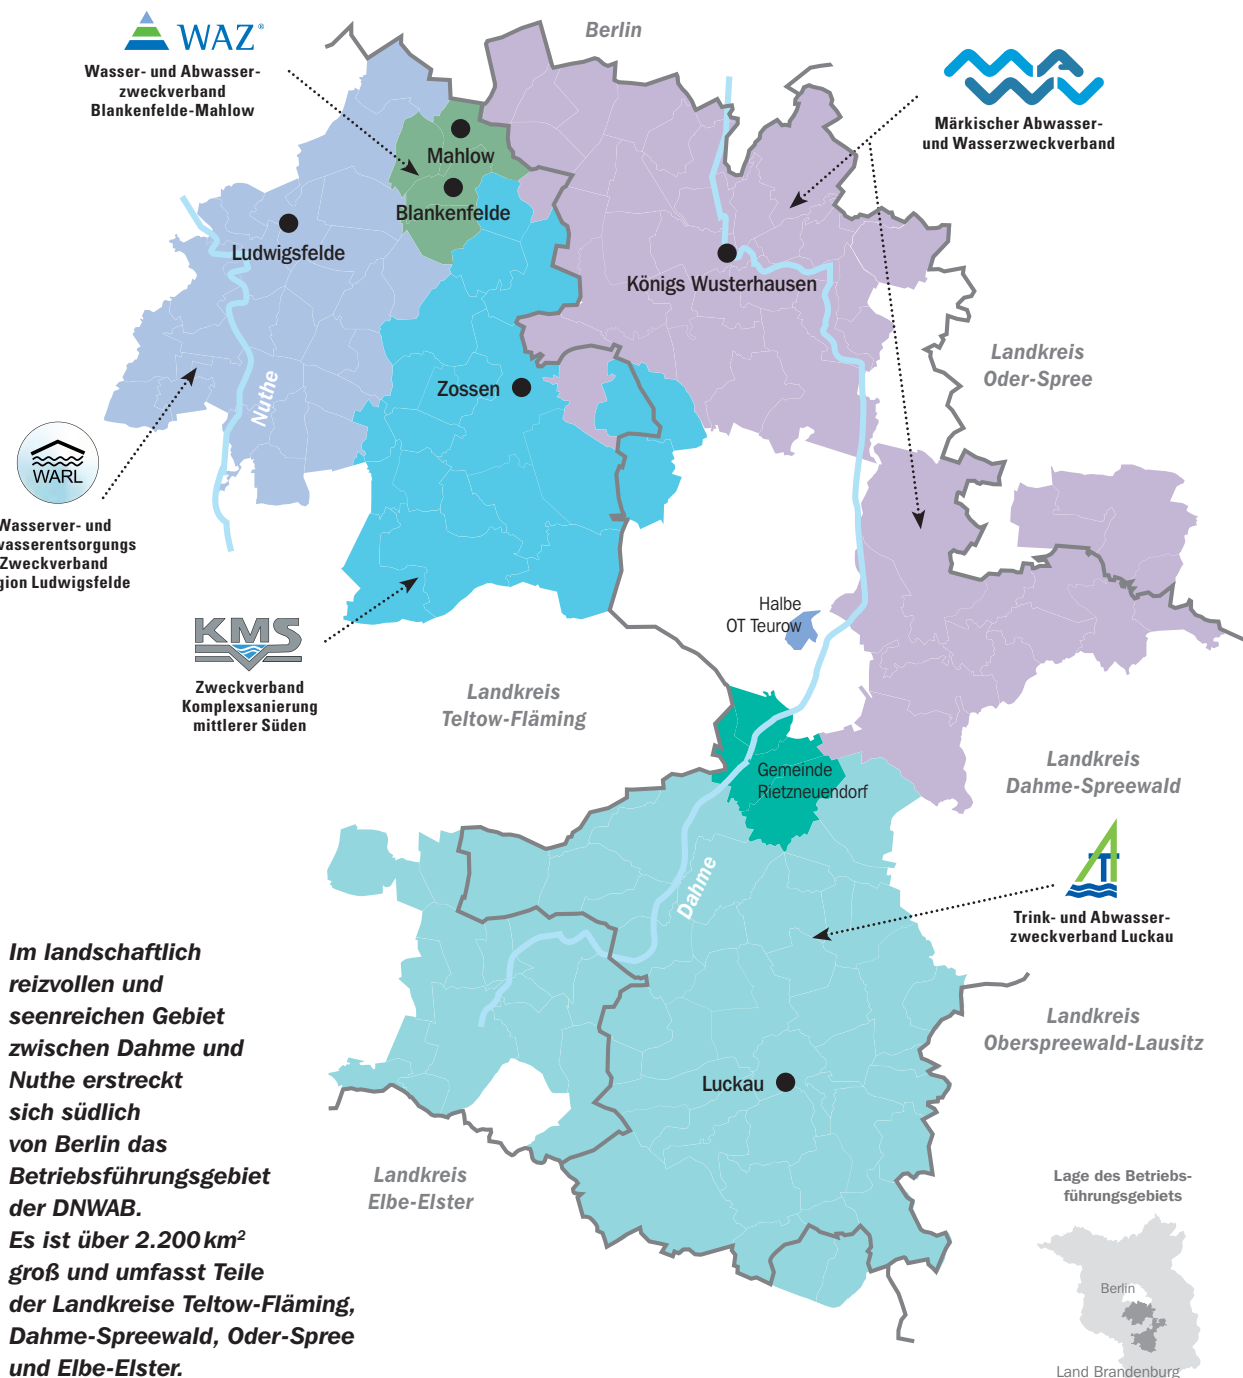 WAZ®
Wasser- und Abwasser-
zweckverband
Blankenfelde-Mahlow
Berlin
MAWV
Märkischer Abwasser-
und Wasserzweckverband
Mahlow
Blankenfelde
Ludwigsfelde
Königs Wusterhausen
Landkreis
Oder-Spree
Zossen
Nuthe
WARL
Wasserver- und
wasserentsorgungs
Zweckverband
gion Ludwigsfelde
Halbe
OT Teurow
KMS
Zweckverband
Komplexsanierung
mittlerer Süden
Landkreis
Teltow-Fläming
Gemeinde
Rietzneuendorf
Landkreis
Dahme-Spreewald
Dahme
TA
Trink- und Abwasser-
zweckverband Luckau
Landkreis
Oberspreewald-Lausitz
Luckau
Landkreis
Elbe-Elster
Im landschaftlich
reizvollen und
seenreichen Gebiet
zwischen Dahme und
Nuthe erstreckt
sich südlich
von Berlin das
Betriebsführungsgebiet
der DNWAB.
Es ist über 2.200 km²
groß und umfasst Teile
der Landkreise Teltow-Fläming,
Dahme-Spreewald, Oder-Spree
und Elbe-Elster.
Lage des Betriebs-
führungsgebiets
Berlin
Land Brandenburg